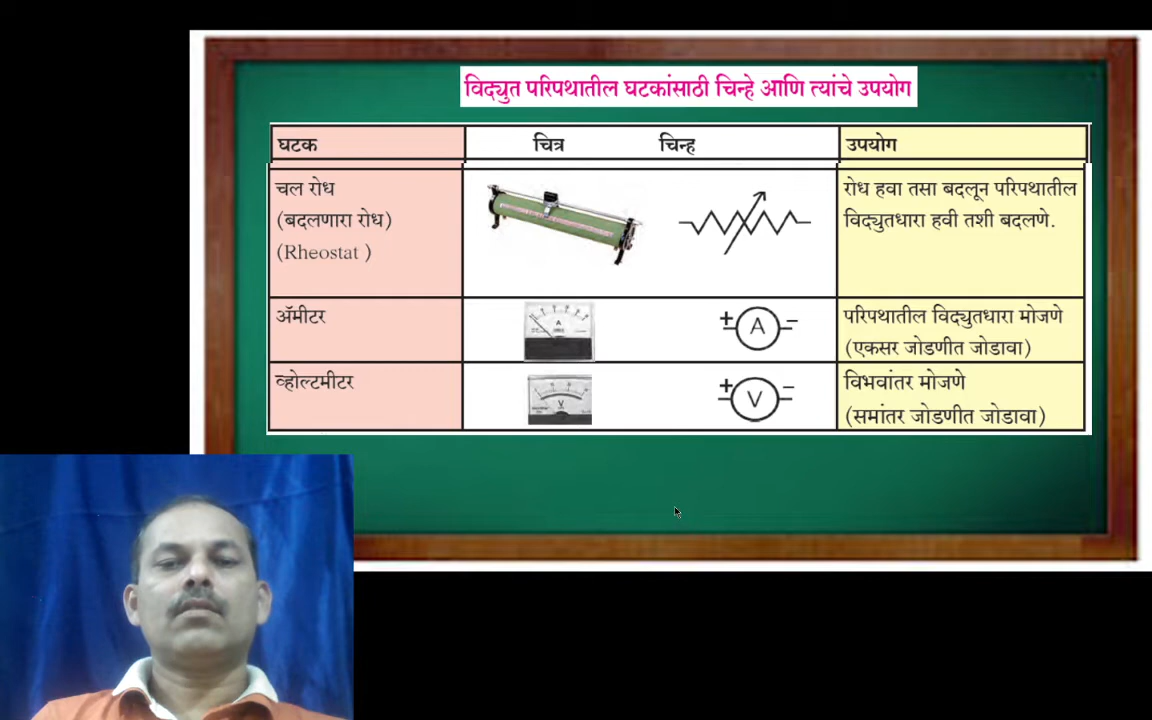 विद्युत परिपथातील घटकांसाठी चिन्हे आणि त्यांचे उपयोग
घटक चित्र चिन्ह उपयोग
चल रोध
(बदलणारा रोध)
(Rheostat )
रोध हवा तसा बदलून परिपथातील
विद्युतधारा हवी तशी बदलणे.
ॲमीटर
A
+ A −
परिपथातील विद्युतधारा मोजणे
(एकसर जोडणीत जोडावा)
व्होल्टमीटर
V
+ V −
विभवांतर मोजणे
(समांतर जोडणीत जोडावा)